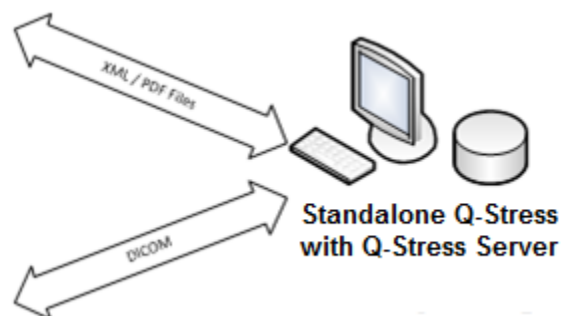 XML / PDF Files
Standalone Q-Stress
with Q-Stress Server
DICOM